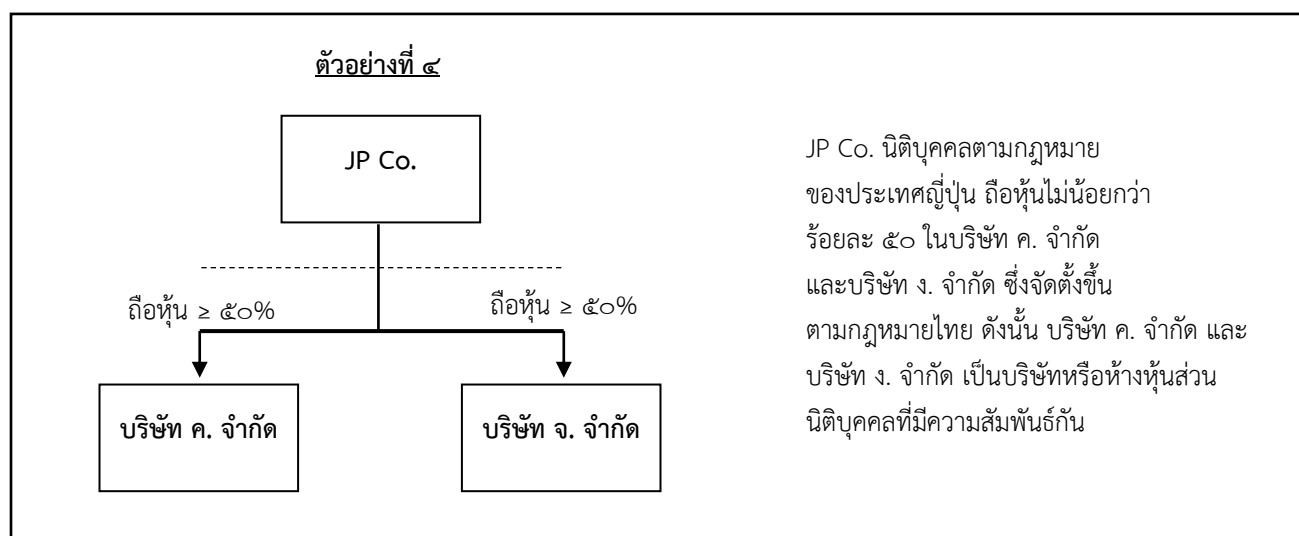 ตัวอย่างที่ ๔
JP Co.
ถือหุ้น ≥ ๕๐%
ถือหุ้น ≥ ๕๐%
บริษัท ค. จำกัด
บริษัท จ. จำกัด
JP Co. นิติบุคคลตามกฎหมาย
ของประเทศญี่ปุ่น ถือหุ้นไม่น้อยกว่า
ร้อยละ ๕๐ ในบริษัท ค. จำกัด
และบริษัท ง. จำกัด ซึ่งจัดตั้งขึ้น
ตามกฎหมายไทย ดังนั้น บริษัท ค. จำกัด และ
บริษัท ง. จำกัด เป็นบริษัทหรือห้างหุ้นส่วน
นิติบุคคลที่มีความสัมพันธ์กัน